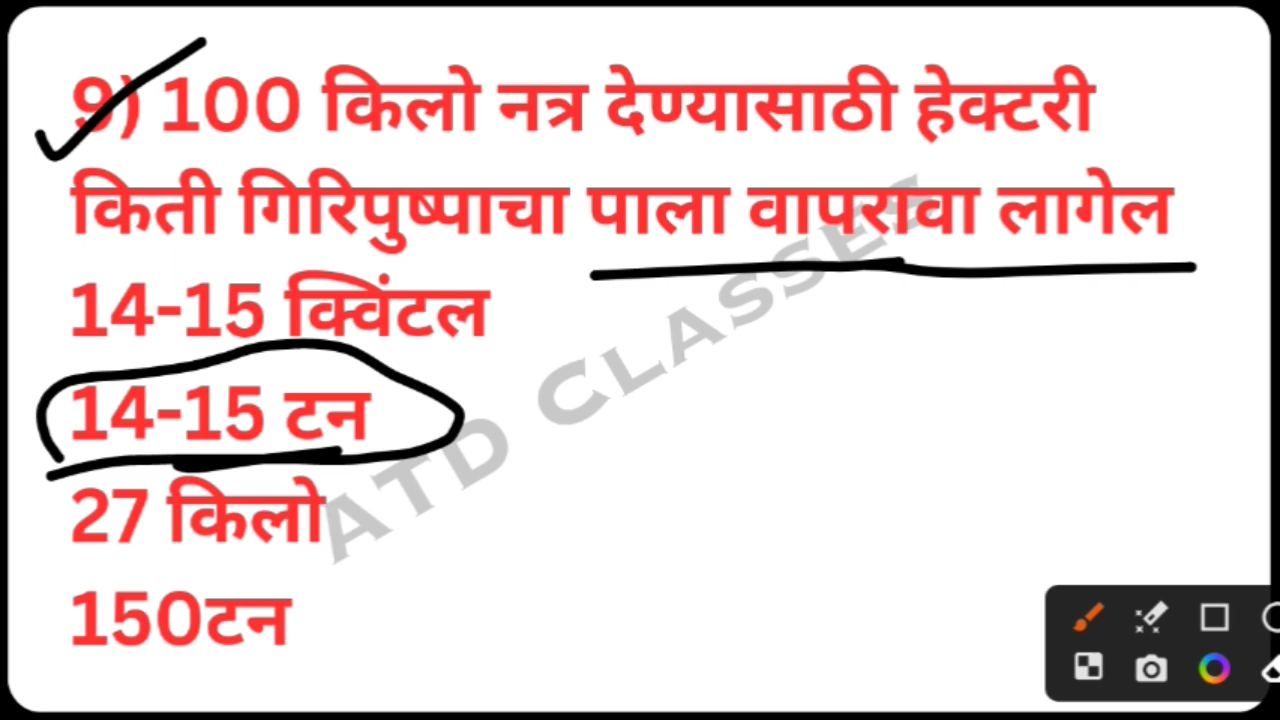 9) 100 किलो नत्र देण्यासाठी हेक्टरी
किती गिरिपुष्पाचा पाला वापरावा लागेल
14-15 क्विंटल
14-15 टन
27 किलो
150टन
ATD CLASSES